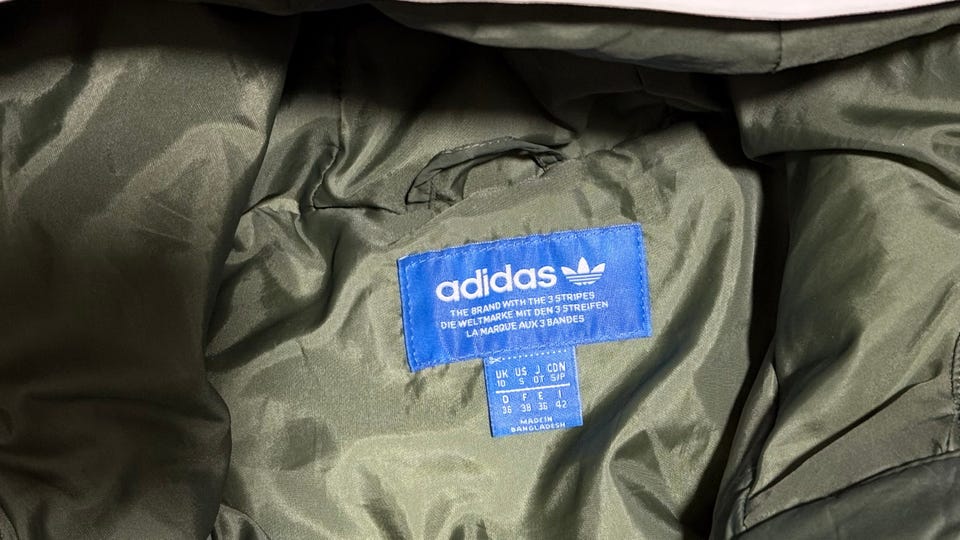 adidas
THE BRAND WITH THE 3 STRIPES
DIE WELTMARKE MIT DEN 3 STREIFEN
LA MARQUE AUX 3 BANDES
UK US J CDN
10 S OT S/P
D F E I
36 38 36 42
MADE IN
BANGLADESH